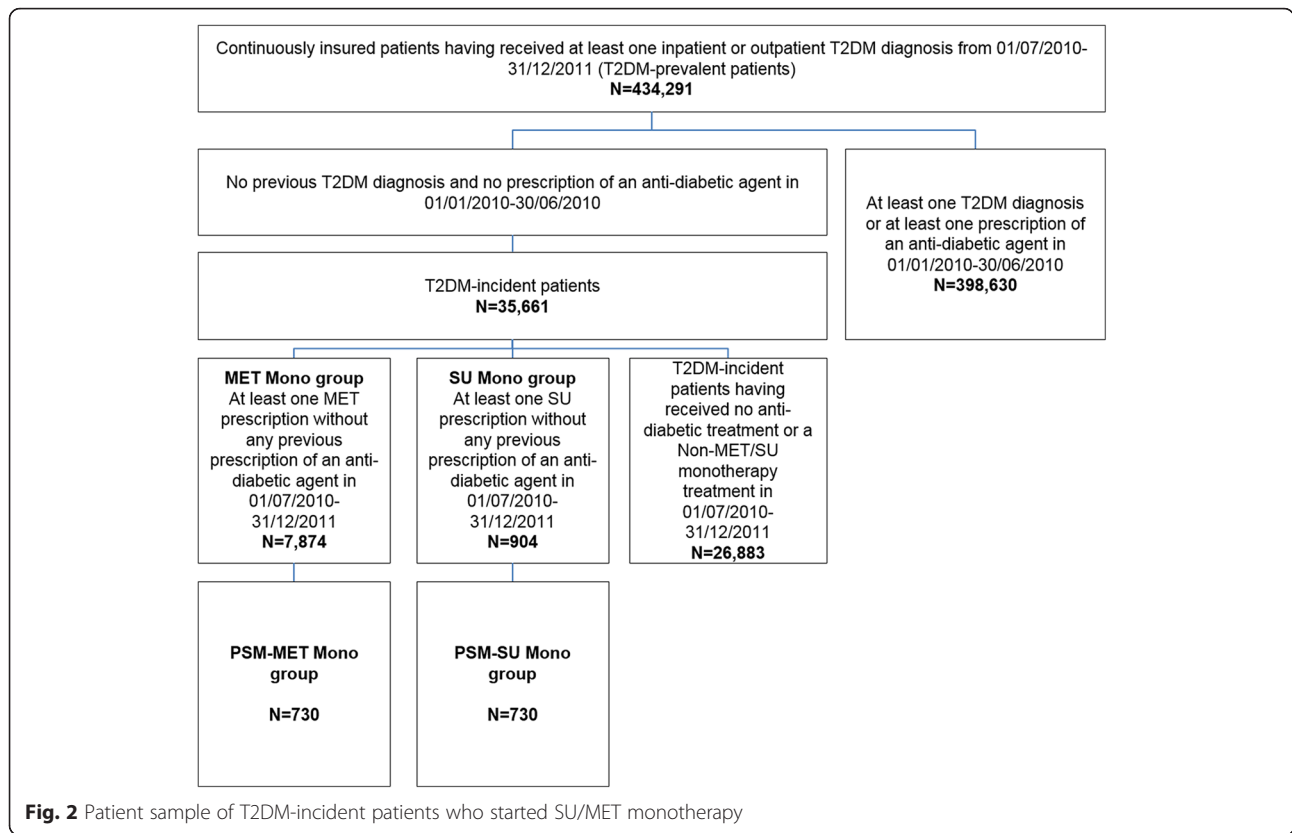 Continuously insured patients having received at least one inpatient or outpatient T2DM diagnosis from 01/07/2010-
31/12/2011 (T2DM-prevalent patients)
N=434,291
No previous T2DM diagnosis and no prescription of an anti-diabetic agent in
01/01/2010-30/06/2010
At least one T2DM diagnosis
or at least one prescription of
an anti-diabetic agent in
01/01/2010-30/06/2010
N=398,630
T2DM-incident patients
N=35,661
MET Mono group
At least one MET
prescription without
any previous
prescription of an anti-
diabetic agent in
01/07/2010-
31/12/2011
N=7,874
SU Mono group
At least one SU
prescription without
any previous
prescription of an anti-
diabetic agent in
01/07/2010-
31/12/2011
N=904
T2DM-incident
patients having
received no anti-
diabetic treatment or a
Non-MET/SU
monotherapy
treatment in
01/07/2010-
31/12/2011
N=26,883
PSM-MET Mono
group
N=730
PSM-SU Mono
group
N=730
Fig. 2 Patient sample of T2DM-incident patients who started SU/MET monotherapy